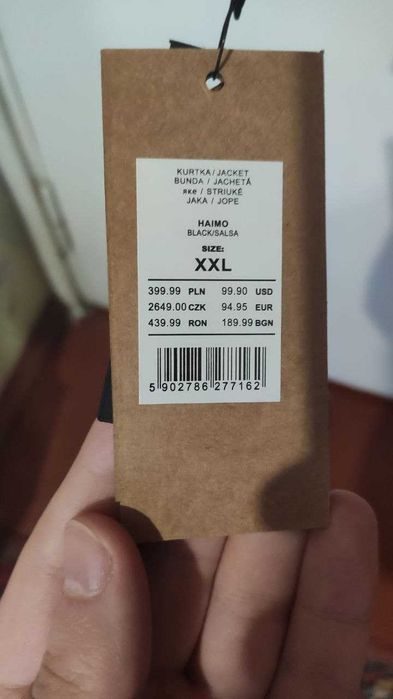 KURTKA/JACKET
BUNDA / JACHETĂ
яке / STRIUKĖ
JAKA / JOPE
HAIMO
BLACK/SALSA
SIZE:
XXL
399.99 PLN 99.90 USD
2649.00 CZK 94.95 EUR
439.99 RON 189.99 BGN
5 902786 277162